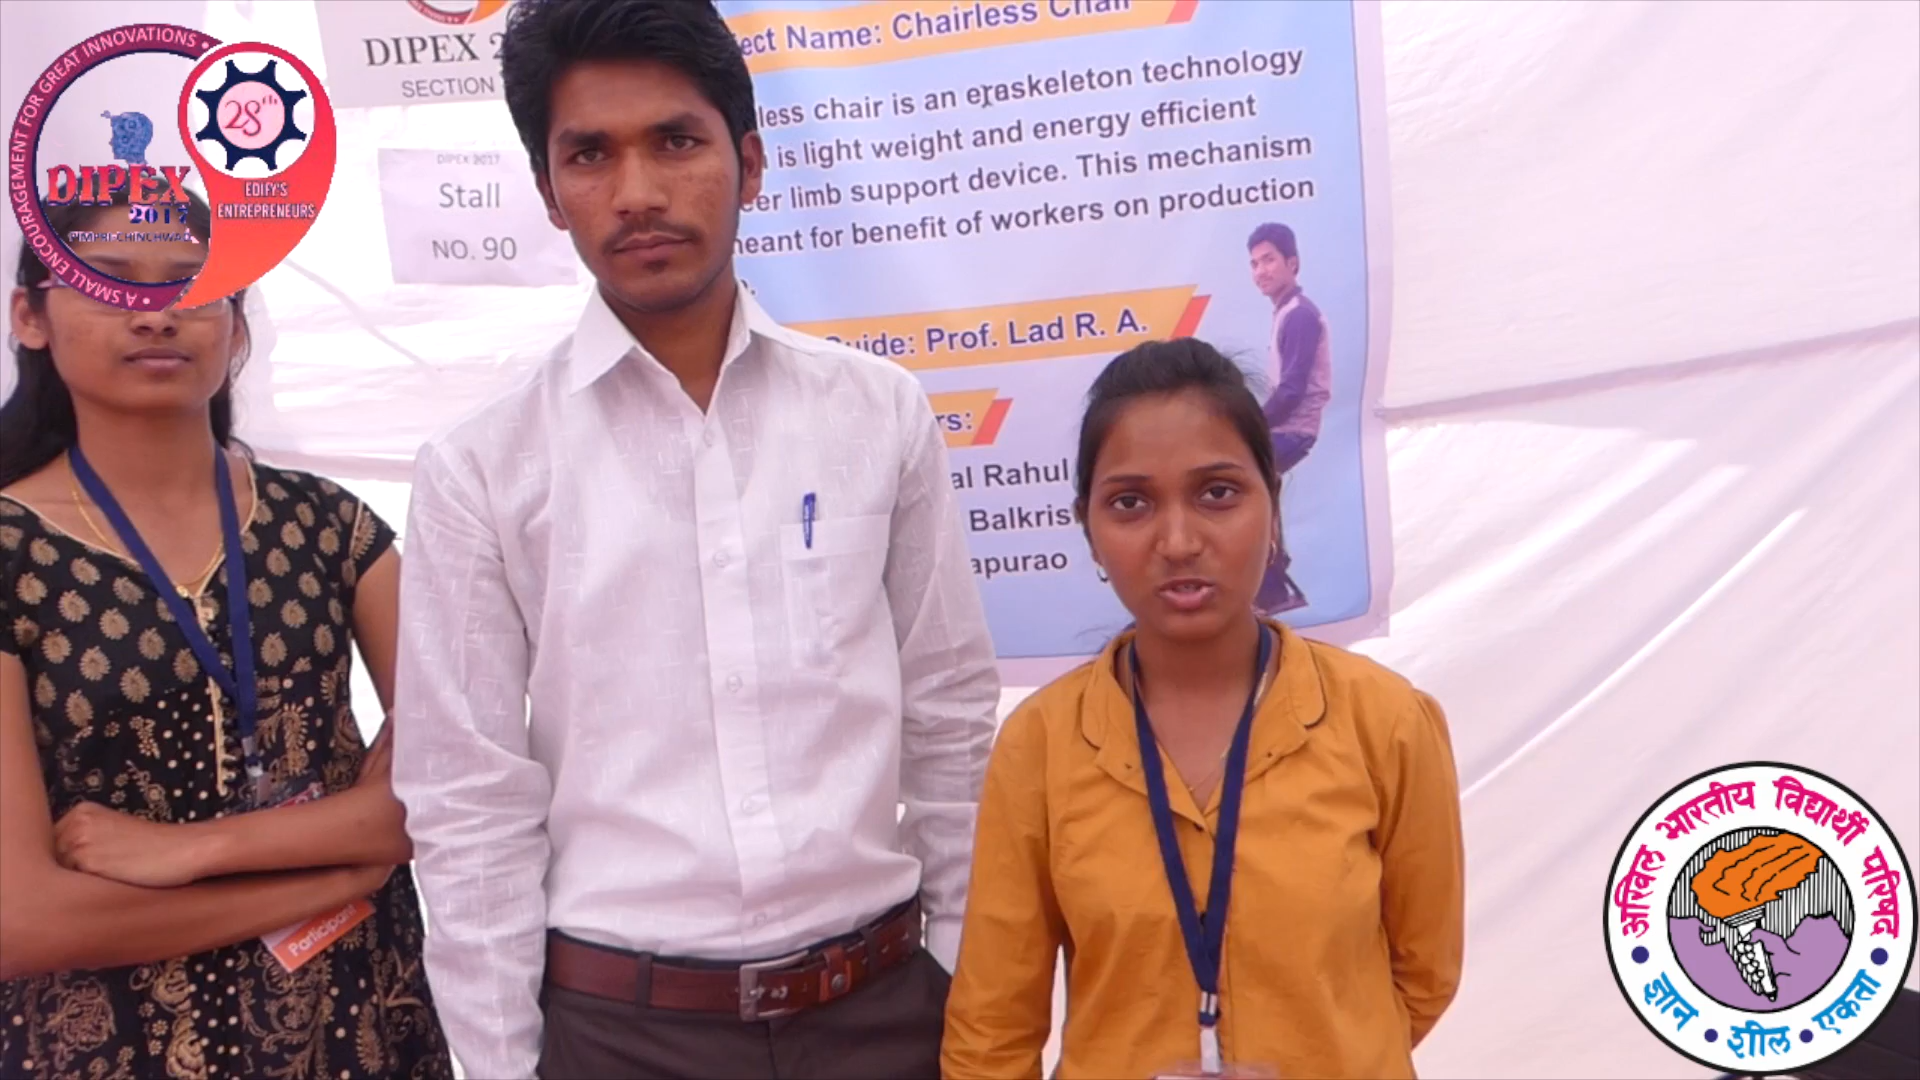 A SMALL ENCOURAGEMENT FOR GREAT INNOVATIONS
DIPEX
2017
PIMPRI-CHINCHWAD
28th
EDIFY'S
ENTREPRENEURS
DIPEX 2
SECTION
DIPEX 2017
Stall
NO. 90
ect Name: Chairless Chair
less chair is an exaskeleton technology
is light weight and energy efficient
er limb support device. This mechanism
meant for benefit of workers on production
Guide: Prof. Lad R. A.
rs:
al Rahul
Balkris
apurao
Participant
अखिल भारतीय विद्यार्थी परिषद
ज्ञान • शील • एकता